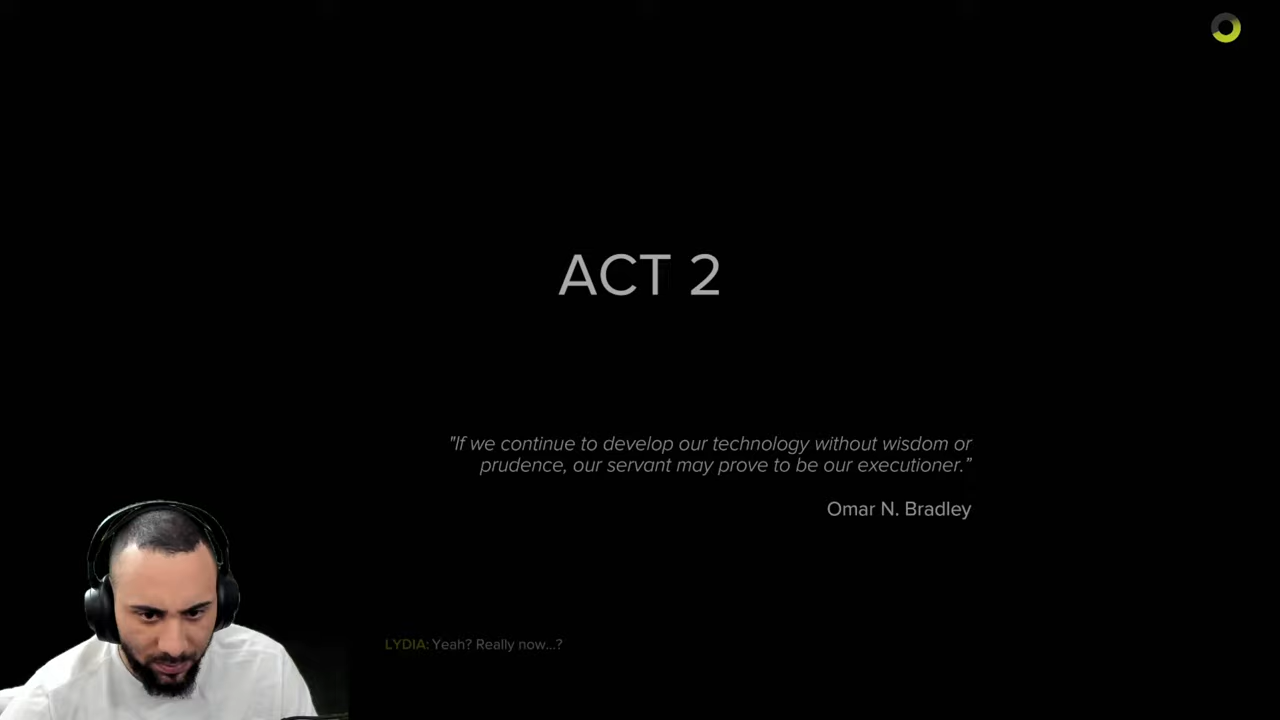 ACT 2
"If we continue to develop our technology without wisdom or
prudence, our servant may prove to be our executioner."
Omar N. Bradley
LYDIA: Yeah? Really now...?